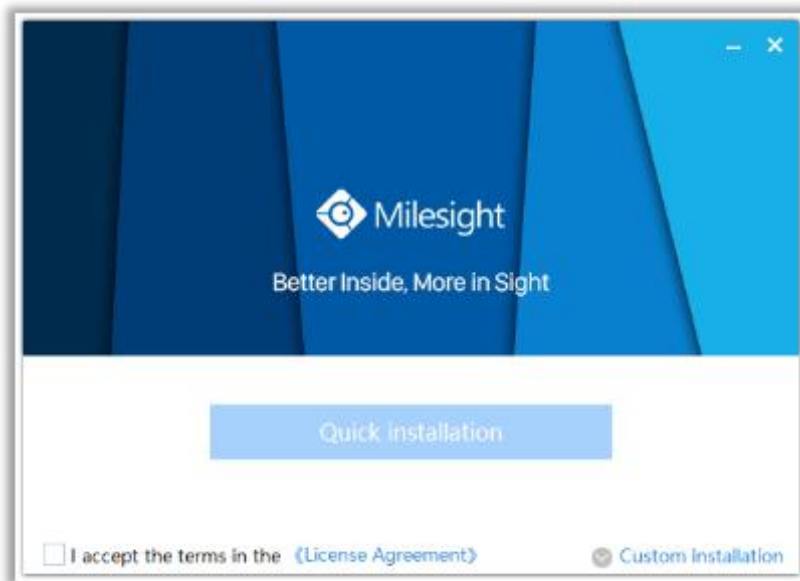 Milesight
Better Inside, More in Sight
Quick installation
I accept the terms in the 《License Agreement》
Custom installation